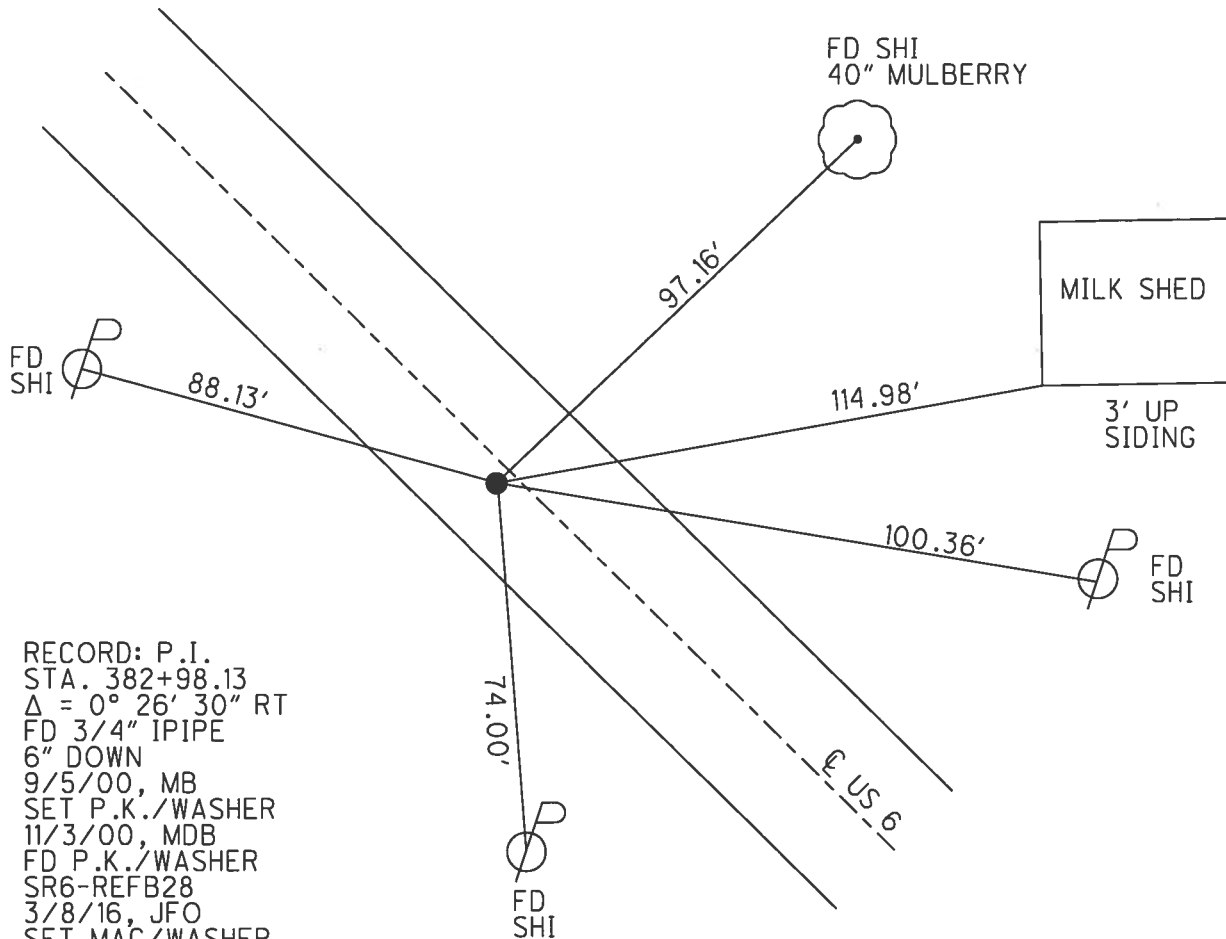 FD SHI
40" MULBERRY
97.16'
MILK SHED
FD
SHI
88.13'
114.98'
3' UP
SIDING
100.36'
FD
SHI
RECORD: P.I.
STA. 382+98.13
Δ = 0° 26' 30" RT
FD 3/4" IPIPE
6" DOWN
9/5/00, MB
SET P.K./WASHER
11/3/00, MDB
FD P.K./WASHER
SR6-REFB28
3/8/16, JFO
SET MAG/WASHER
74.00'
℄ US 6
FD
SHI